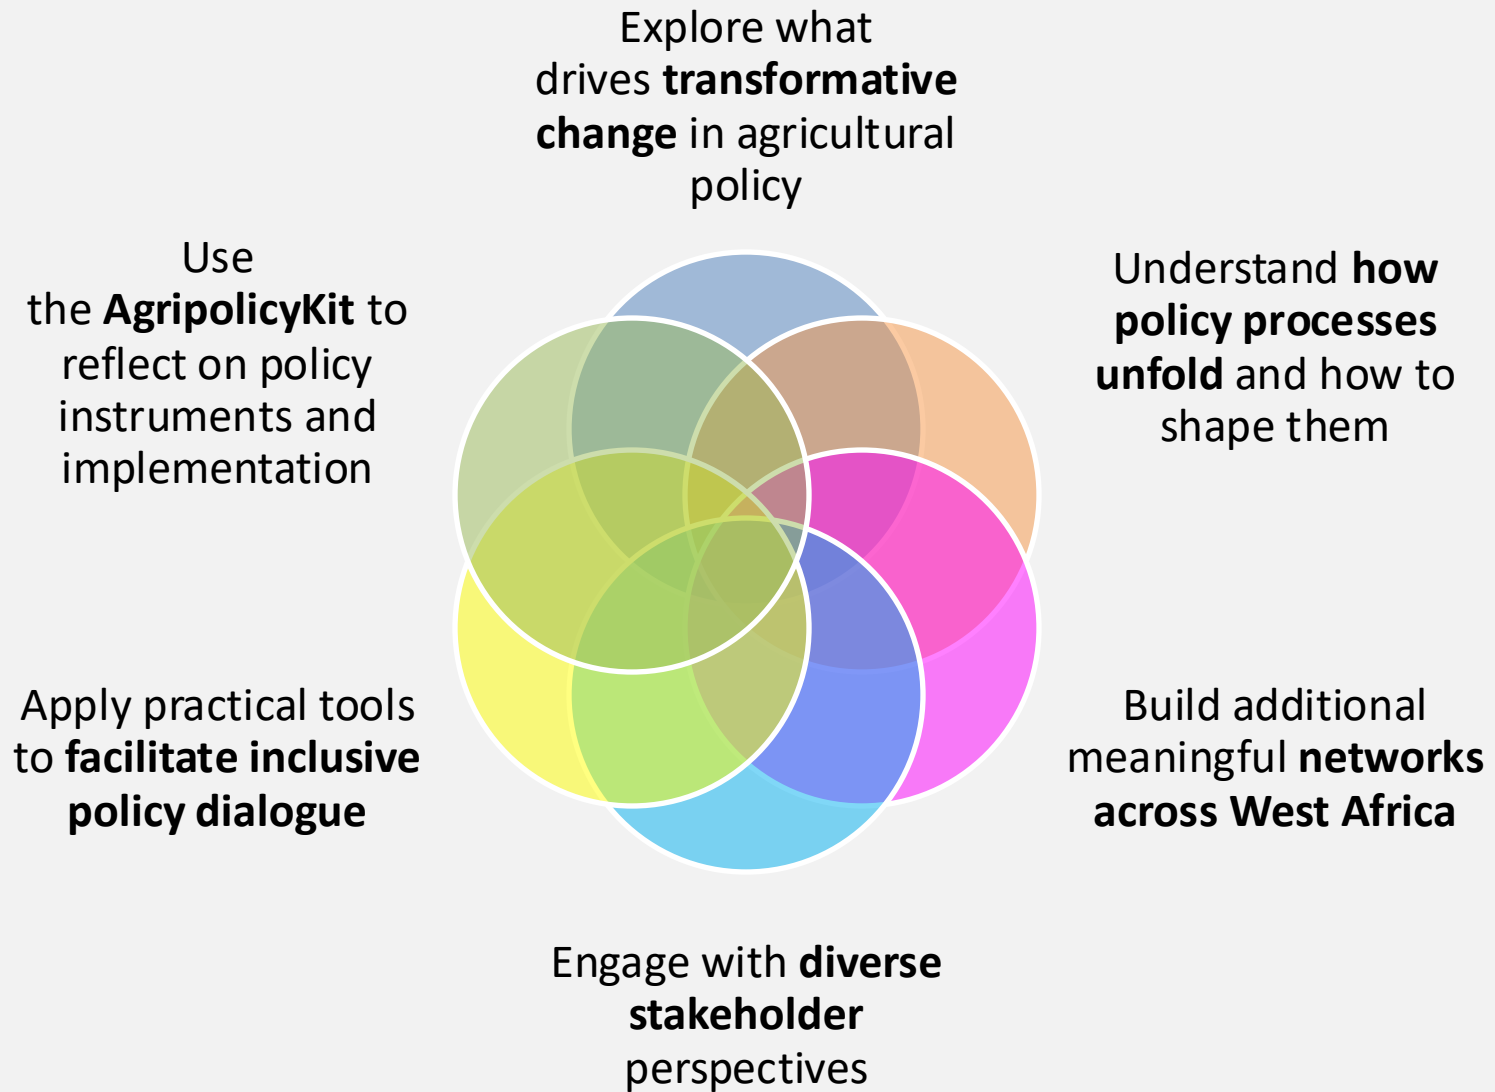 Explore what
drives transformative
change in agricultural
policy
Understand how
policy processes
unfold and how to
shape them
Build additional
meaningful networks
across West Africa
Engage with diverse
stakeholder
perspectives
Apply practical tools
to facilitate inclusive
policy dialogue
Use
the AgripolicyKit to
reflect on policy
instruments and
implementation